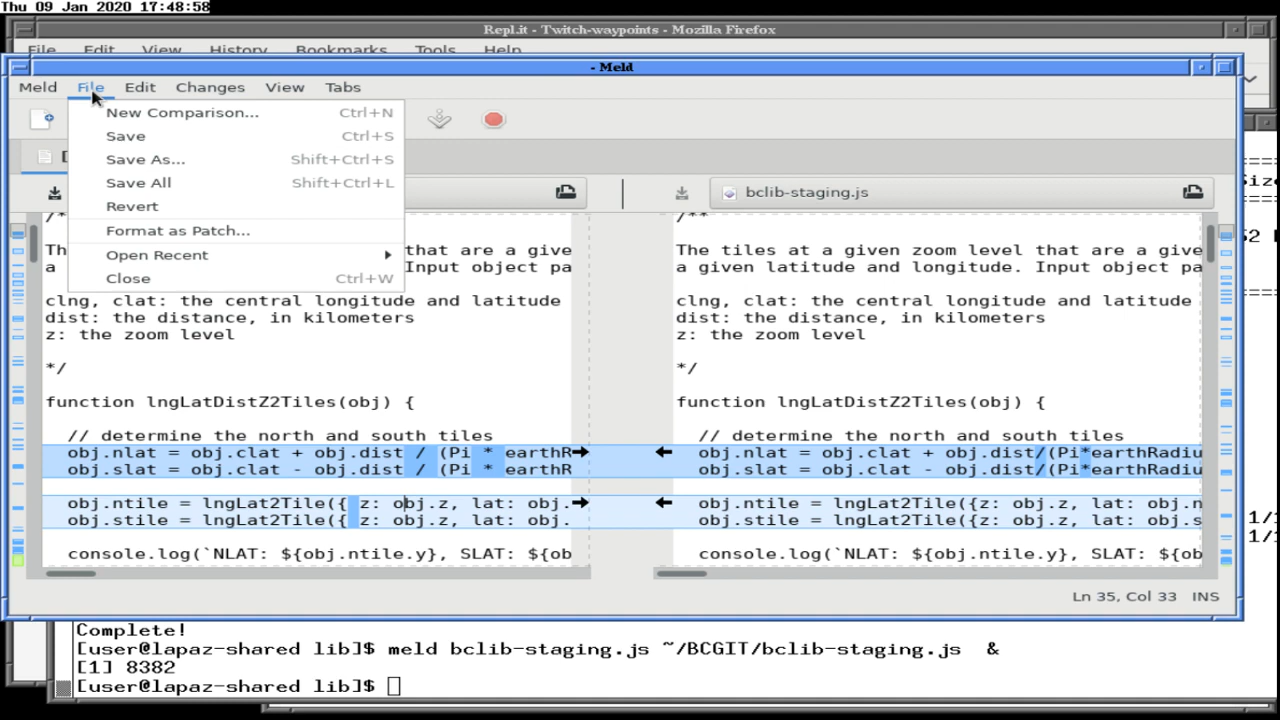 Thu 09 Jan 2020 17:48:58
RepLit - Twitch-waypoints - Mozilla Firefox
File Edit View History Bookmarks Tools Help
- Meld
Meld File Edit Changes View Tabs
New Comparison... Ctrl+N
Save Ctrl+S
Save As... Shift+Ctrl+S
Save All Shift+Ctrl+L
Revert
Format as Patch...
Open Recent
Close Ctrl+W
bclib-staging.js
/*
Th that are a give
a Input object pa
clng, clat: the central longitude and latitude
dist: the distance, in kilometers
z: the zoom level
*/
function lngLatDistZ2Tiles(obj) {
// determine the north and south tiles
obj.nlat = obj.clat + obj.dist / (Pi * earthR
obj.slat = obj.clat - obj.dist / (Pi * earthR
obj.ntile = lngLat2Tile({ z: obj.z, lat: obj.
obj.stile = lngLat2Tile({ z: obj.z, lat: obj.
console.log(`NLAT: ${obj.ntile.y}, SLAT: ${ob
/**
The tiles at a given zoom level that are a give
a given latitude and longitude. Input object pa
clng, clat: the central longitude and latitude
dist: the distance, in kilometers
z: the zoom level
*/
function lngLatDistZ2Tiles(obj) {
// determine the north and south tiles
obj.nlat = obj.clat + obj.dist/(Pi*earthRadiu
obj.slat = obj.clat - obj.dist/(Pi*earthRadiu
obj.ntile = lngLat2Tile({z: obj.z, lat: obj.n
obj.stile = lngLat2Tile({z: obj.z, lat: obj.s
console.log(`NLAT: ${obj.ntile.y}, SLAT: ${ob
Ln 35, Col 33 INS
Complete!
[user@lapaz-shared lib]$ meld bclib-staging.js ~/BCGIT/bclib-staging.js &
[1] 8382
[user@lapaz-shared lib]$